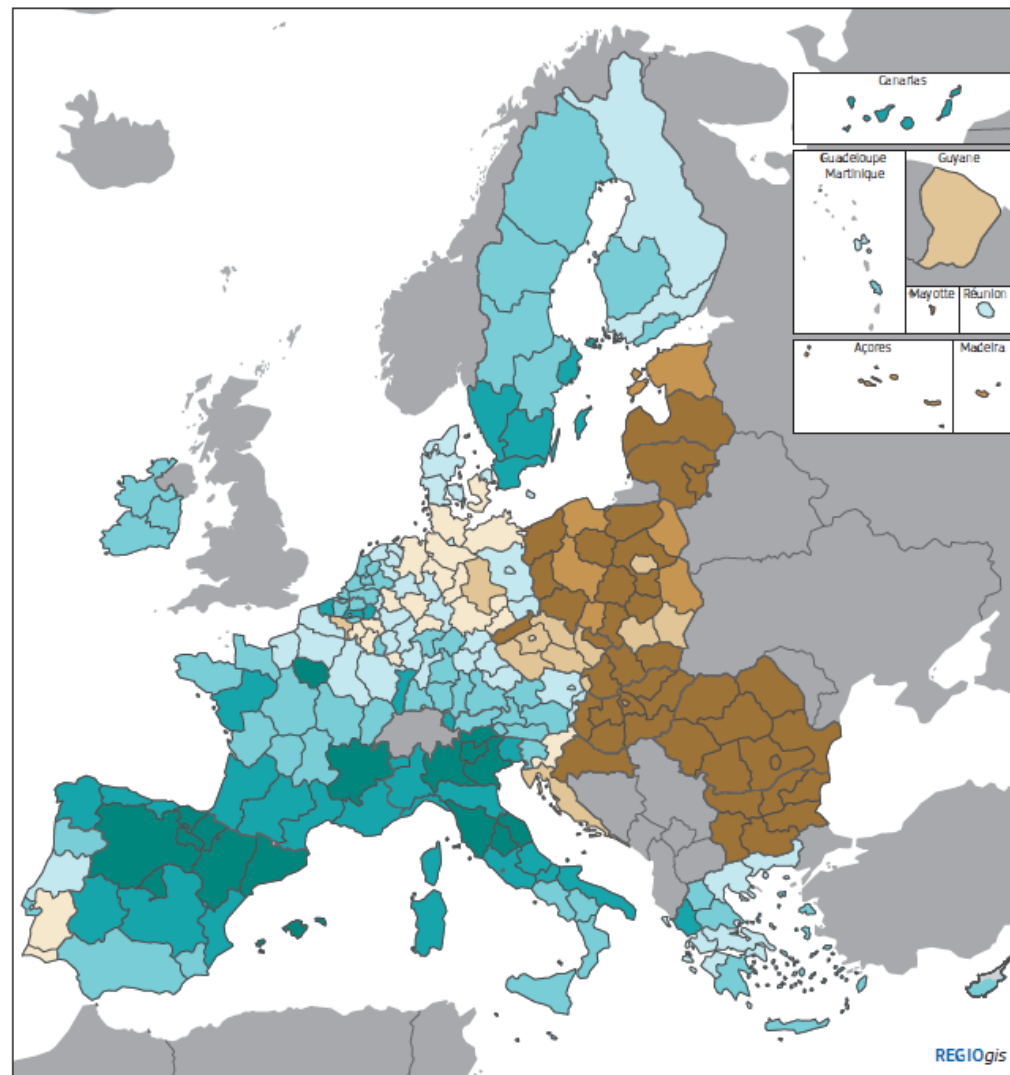 Canarias
Guadeloupe
Martinique
Guyane
Mayotte
Réunion
Açores
Madeira
REGIOgis